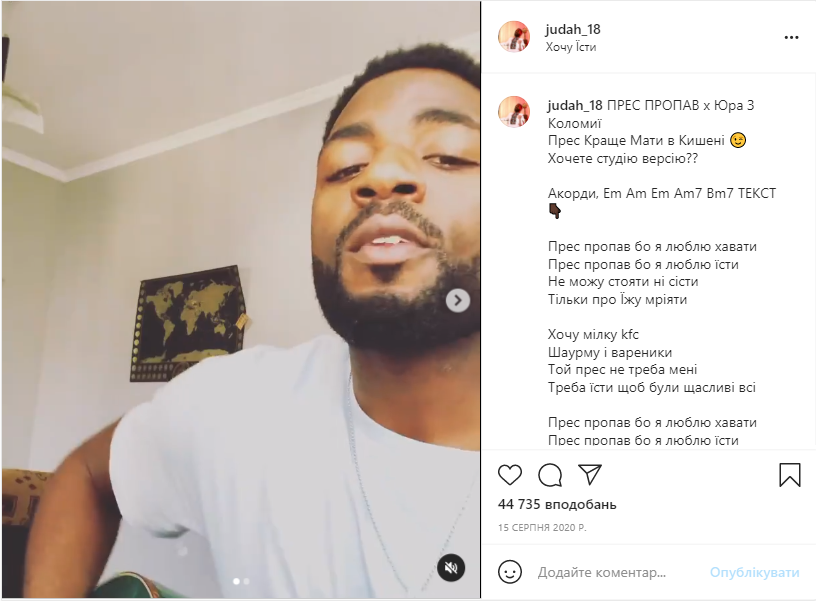 judah_18
Хочу Їсти
judah_18 ПРЕС ПРОПАВ х Юра З
Коломиї
Прес Краще Мати в Кишені 😉
Хочете студію версію??
Акорди, Em Am Em Am7 Bm7 ТЕКСТ
👇🏿
Прес пропав бо я люблю хавати
Прес пропав бо я люблю їсти
Не можу стояти ні сісти
Тільки про Їжу мріяти
Хочу мілку kfc
Шаурму і вареники
Той прес не треба мені
Треба їсти щоб були щасливі всі
Прес пропав бо я люблю хавати
Прес пропав бо я люблю їсти
44 735 вподобань
15 СЕРПНЯ 2020 Р.
Додайте коментар... Опублікувати